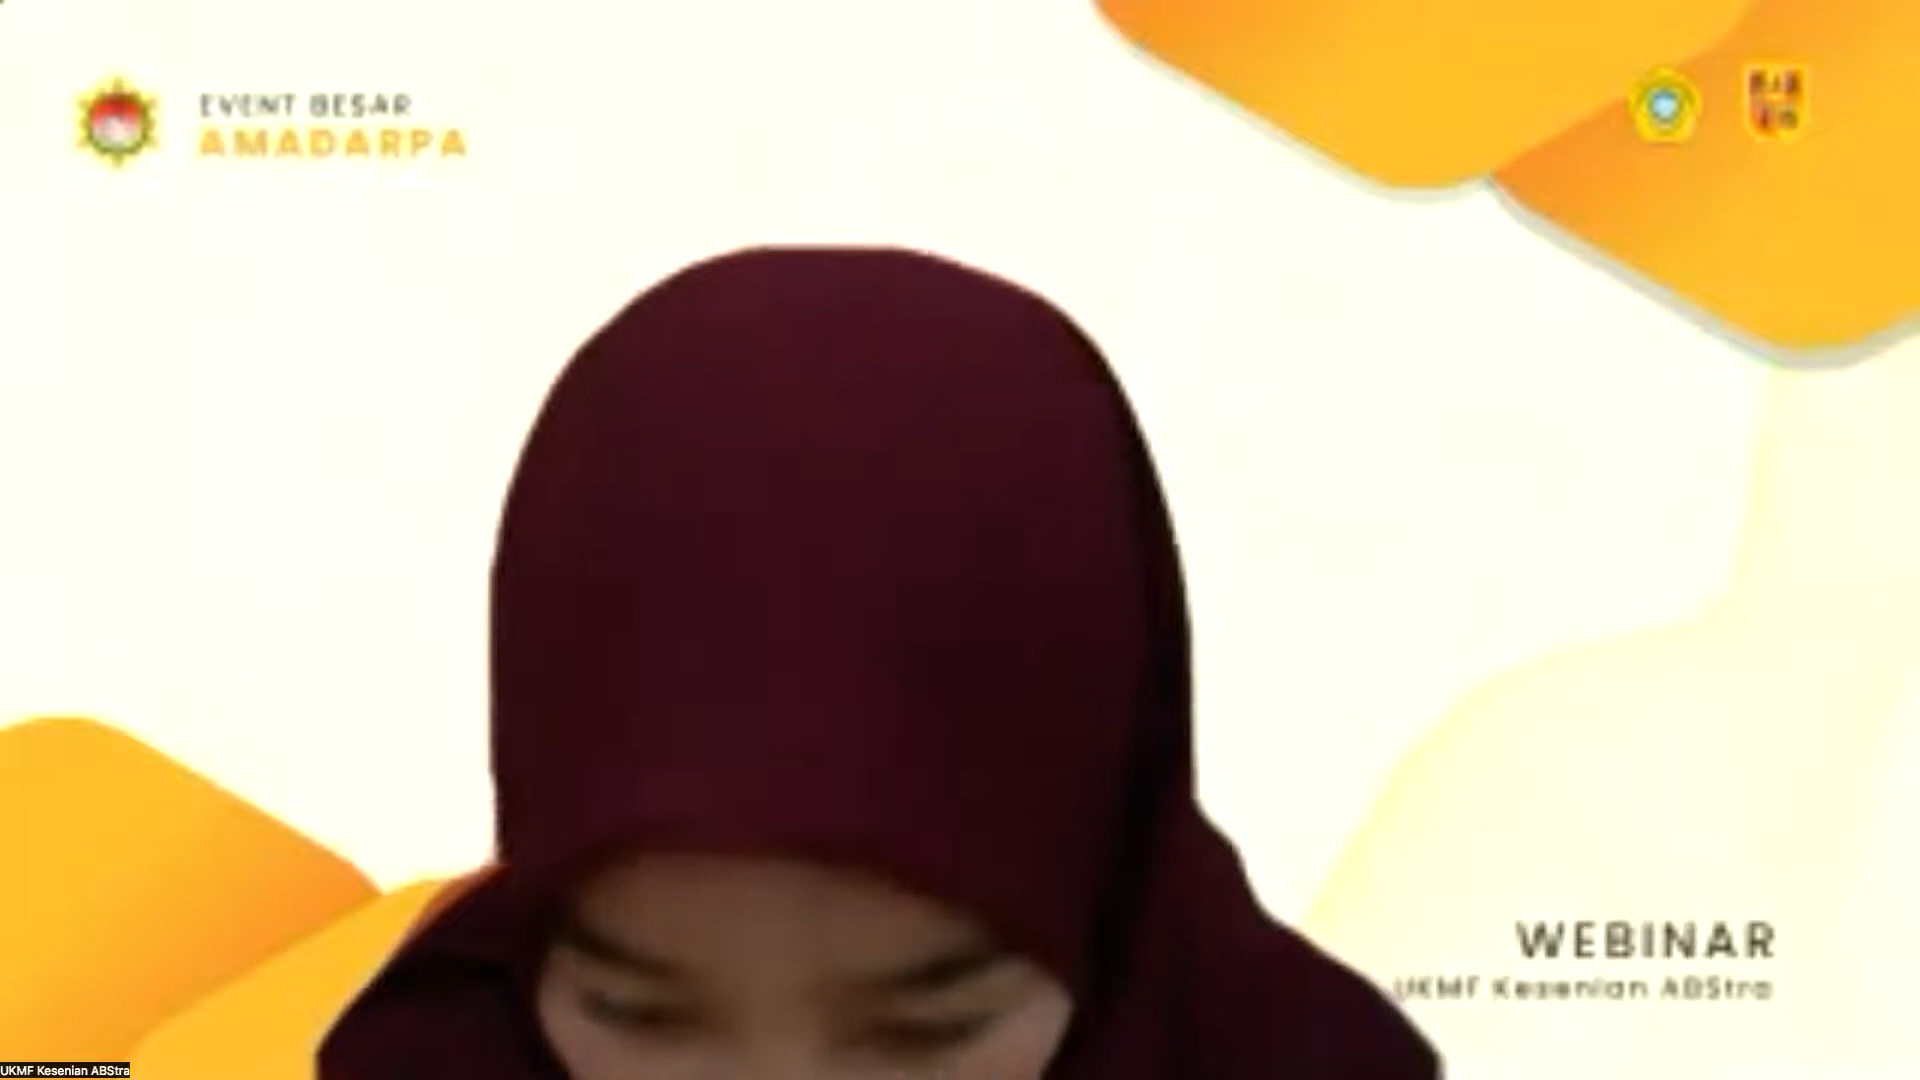 EVENT BESAR
AMADARPA
WEBINAR
UKMF Kesenian ABStra
UKMF Kesenian ABStra